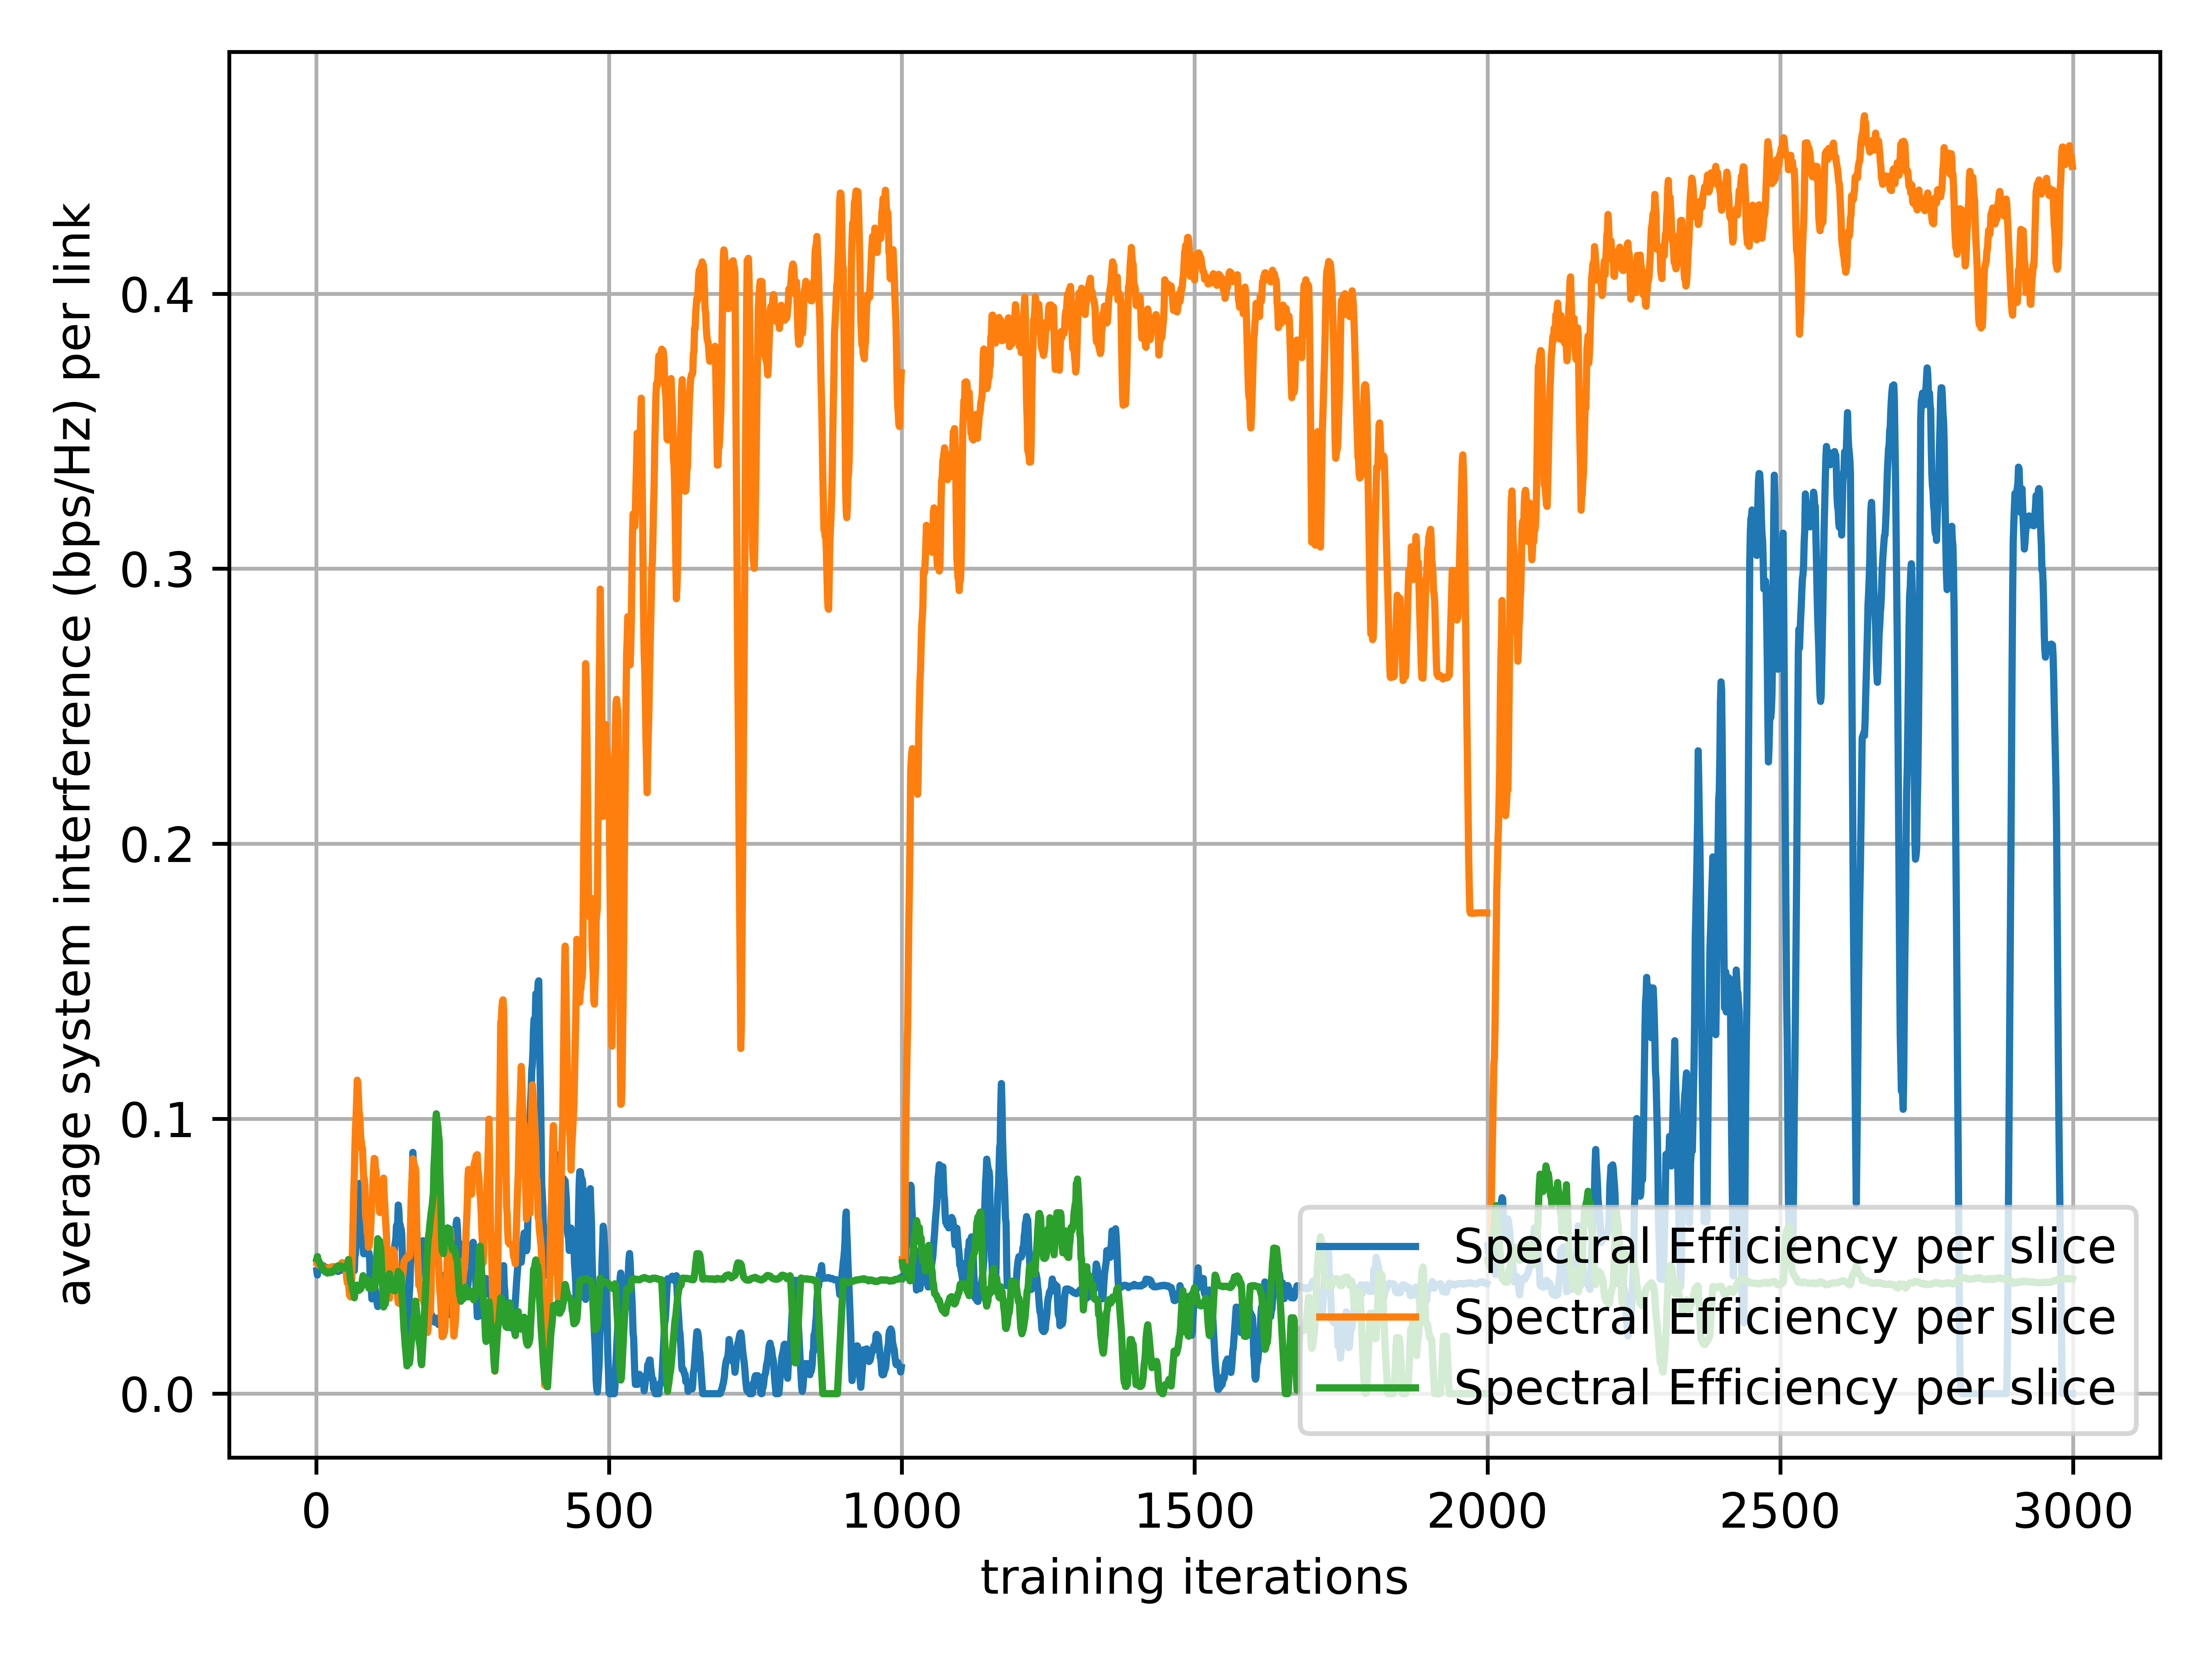 average system interference (bps/Hz) per link
0.4
0.3
0.2
0.1
0.0
Spectral Efficiency per slice
Spectral Efficiency per slice
Spectral Efficiency per slice
0 500 1000 1500 2000 2500 3000
training iterations